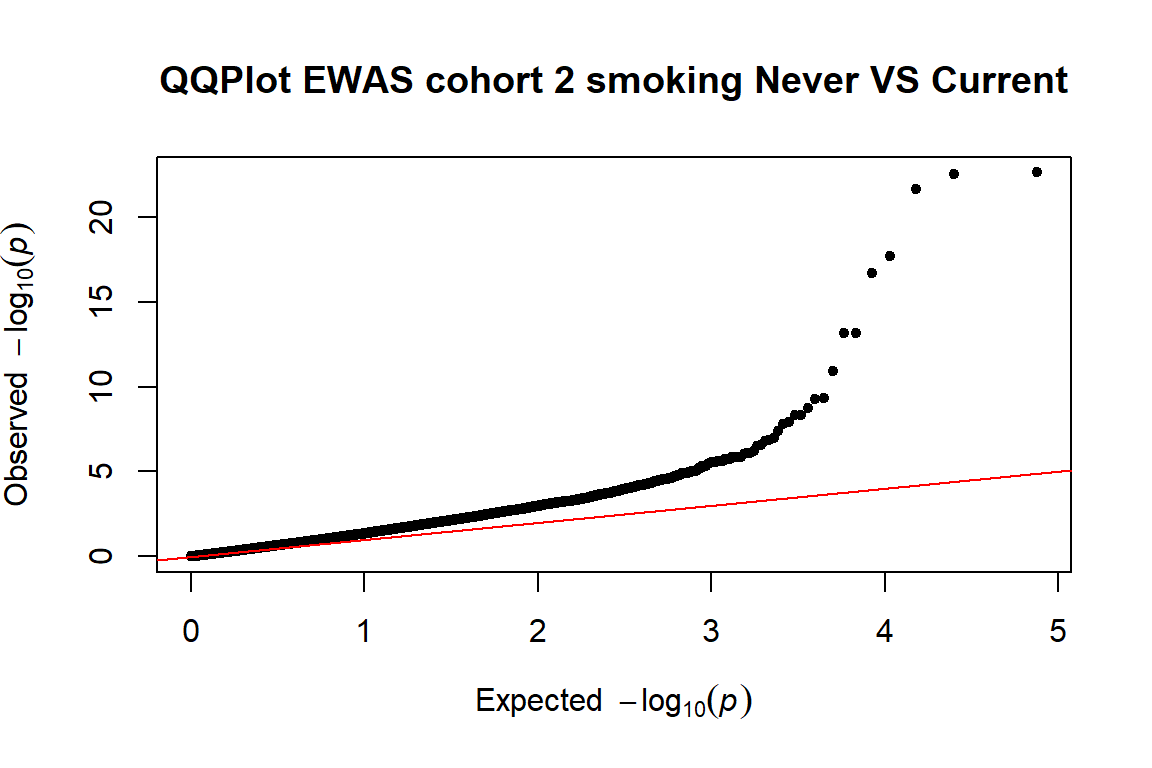 QQPlot EWAS cohort 2 smoking Never VS Current
Observed −log10(p)
20
15
10
5
0
0 1 2 3 4 5
Expected −log10(p)